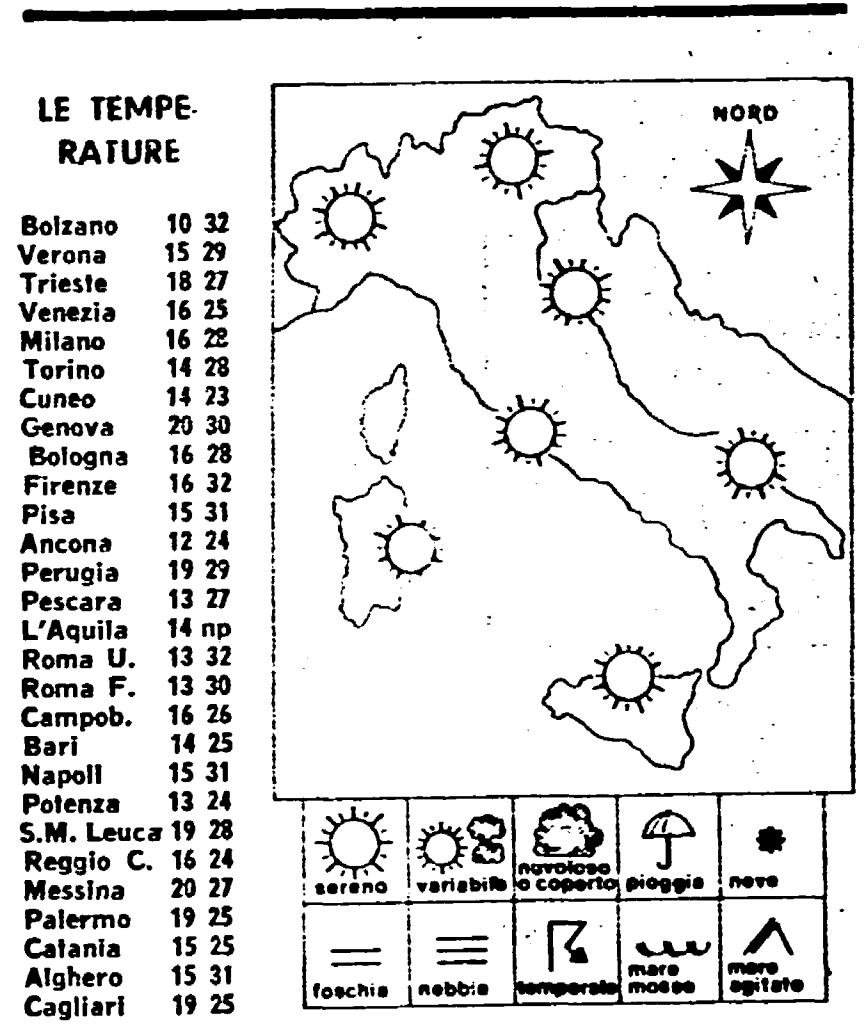 LE TEMPE-
RATURE
Bolzano 10 32
Verona 15 29
Trieste 18 27
Venezia 16 25
Milano 16 28
Torino 14 28
Cuneo 14 23
Genova 20 30
Bologna 16 28
Firenze 16 32
Pisa 15 31
Ancona 12 24
Perugia 19 29
Pescara 13 27
L'Aquila 14 np
Roma U. 13 32
Roma F. 13 30
Campob. 16 26
Bari 14 25
Napoli 15 31
Potenza 13 24
S.M. Leuca 19 28
Reggio C. 16 24
Messina 20 27
Palermo 19 25
Catania 15 25
Alghero 15 31
Cagliari 19 25
NORD
sereno
variabile
nuvoloso
o coperto
pioggia
neve
foschia
nebbia
temporale
mare
mosso
mare
agitato